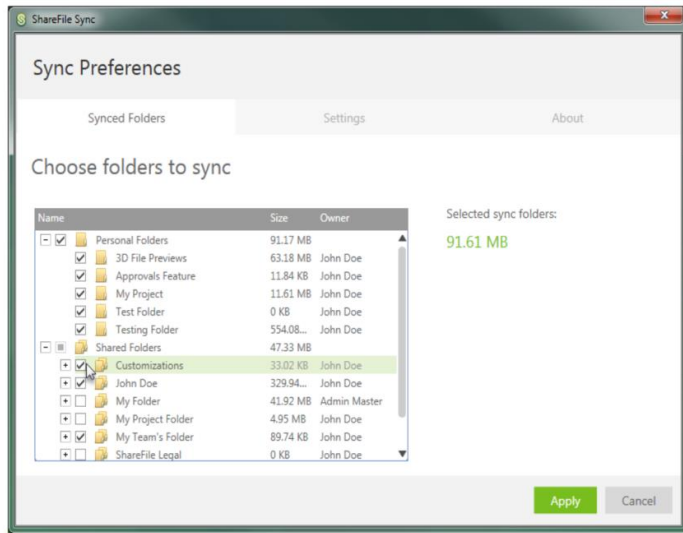 ShareFile Sync
Sync Preferences
Synced Folders Settings About
Choose folders to sync
Selected sync folders:
91.61 MB
Name Size Owner
Personal Folders 91.17 MB
3D File Previews 63.18 MB John Doe
Approvals Feature 11.84 KB John Doe
My Project 11.61 MB John Doe
Test Folder 0 KB John Doe
Testing Folder 554.08... John Doe
Shared Folders 47.33 MB
Customizations 33.02 KB John Doe
John Doe 329.94... John Doe
My Folder 41.92 MB Admin Master
My Project Folder 4.95 MB John Doe
My Team's Folder 89.74 KB John Doe
ShareFile Legal 0 KB John Doe
Apply Cancel